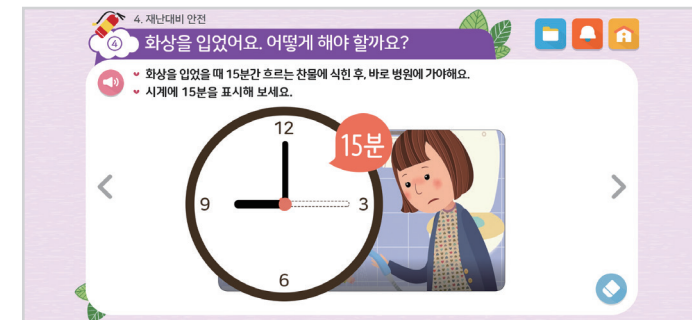 4. 재난대비 안전
4 화상을 입었어요. 어떻게 해야 할까요?
화상을 입었을 때 15분간 흐르는 찬물에 식힌 후, 바로 병원에 가야해요.
시계에 15분을 표시해 보세요.
12
15분
9
3
6